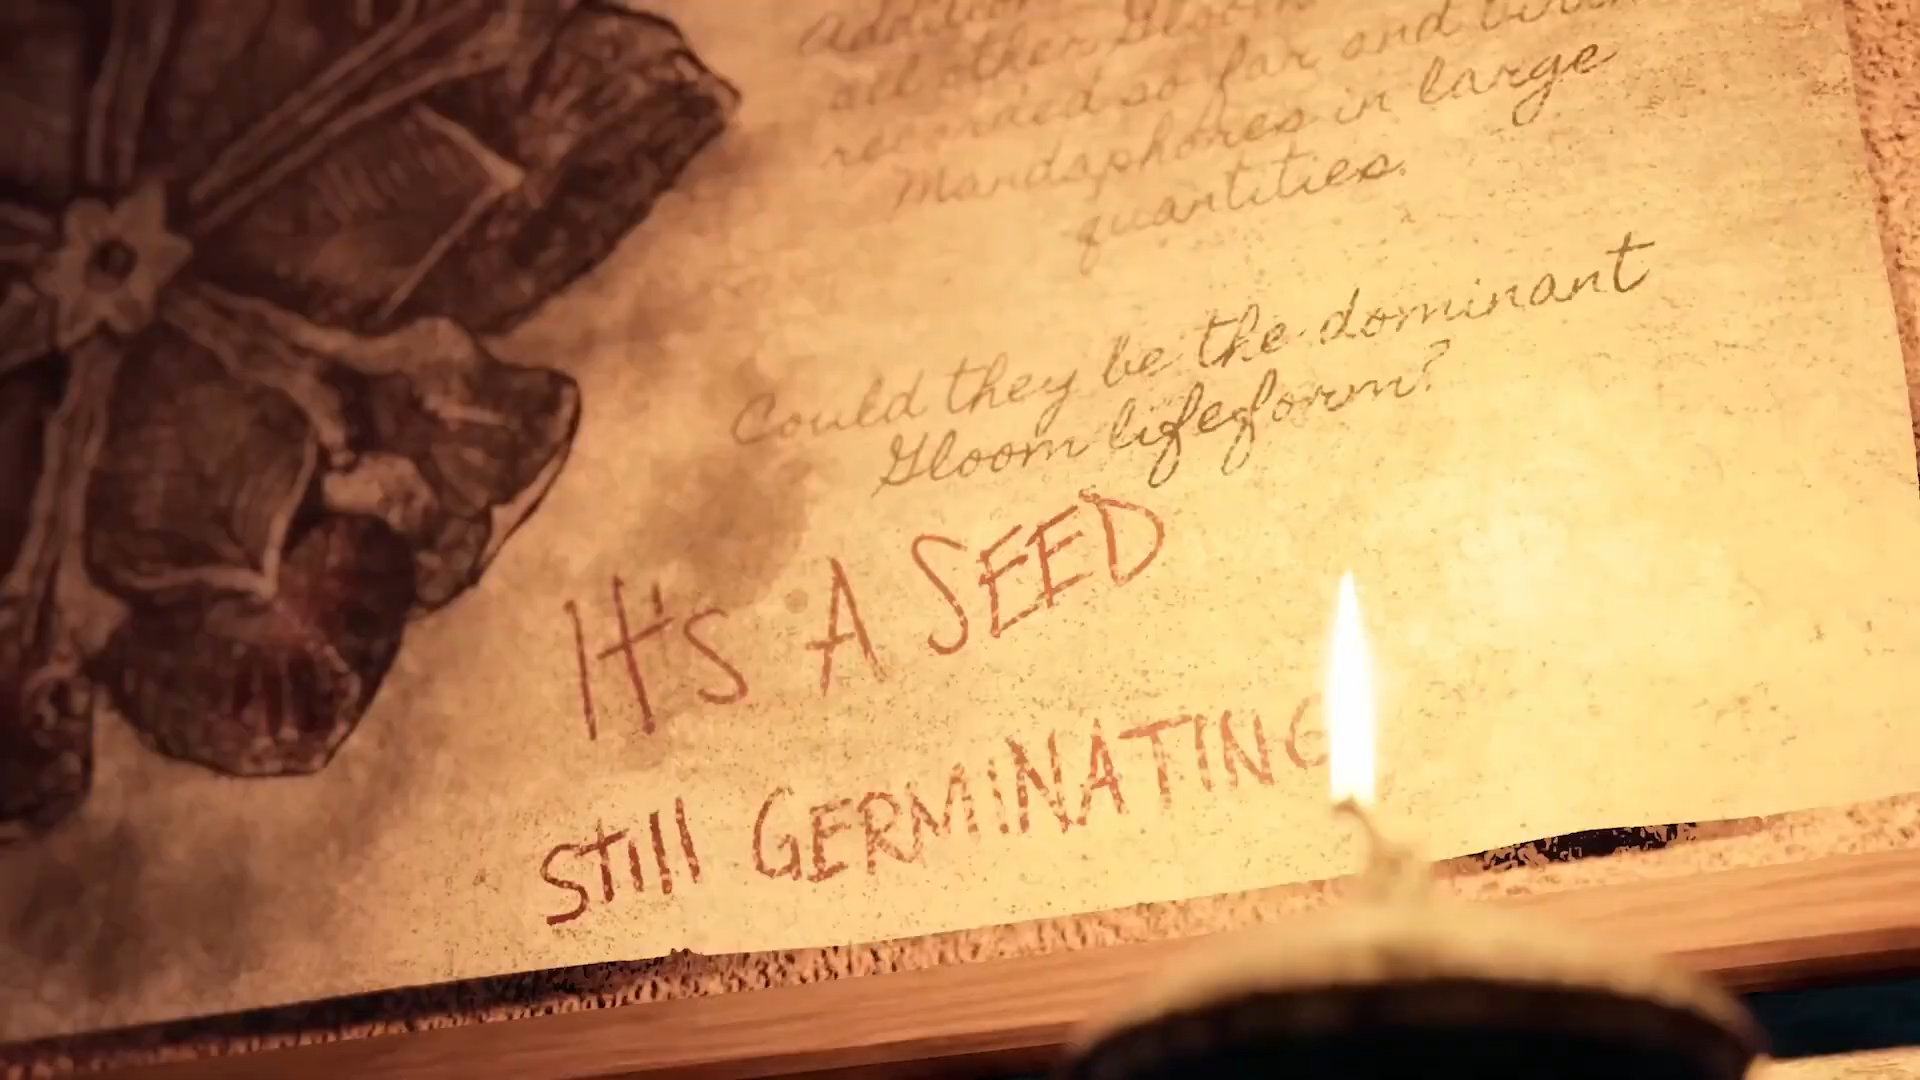 all other Gloom
recorded so far and
Mandaphores in large
quantities.
Could they be the dominant
Gloom lifeform?
IT's A SEED
STill GERMINATING